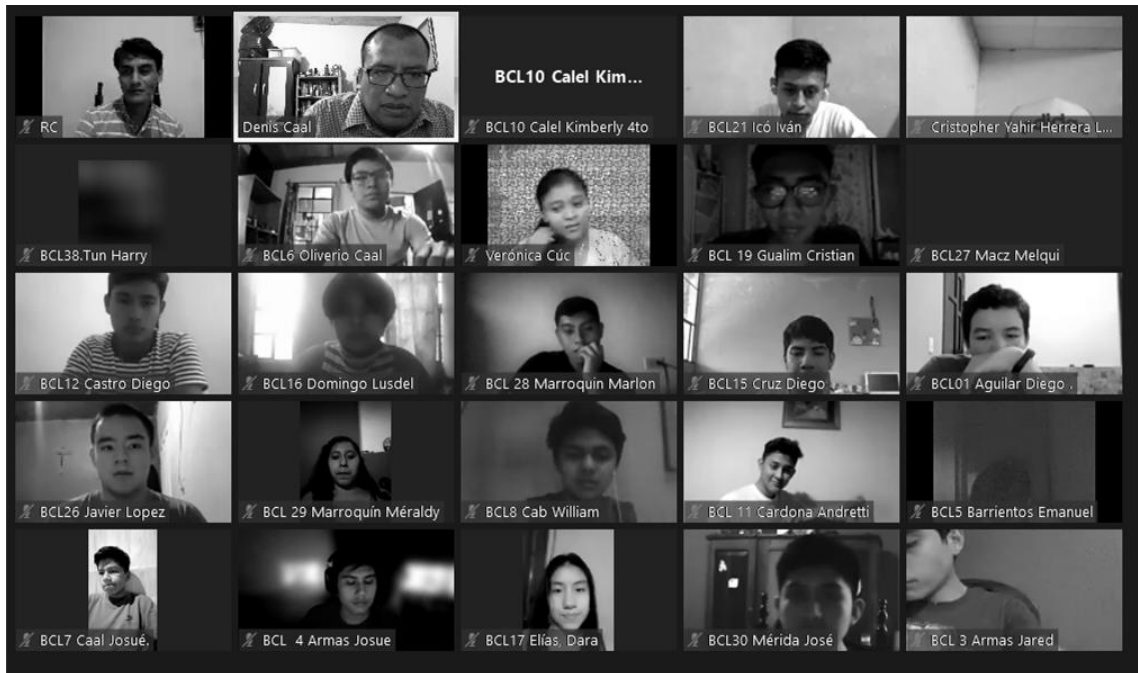 RC
Denis Caal
BCL10 Calel Kim...
BCL10 Calel Kimberly 4to
BCL21 Icó Iván
Cristopher Yahir Herrera L...
BCL38.Tun Harry
BCL6 Oliverio Caal
Verónica Cúc
BCL 19 Gualim Cristian
BCL27 Macz Melqui
BCL12 Castro Diego
BCL16 Domingo Lusdel
BCL 28 Marroquin Marlon
BCL15 Cruz Diego
BCL01 Aguilar Diego .
BCL26 Javier Lopez
BCL 29 Marroquín Méraldy
BCL8 Cab William
BCL 11 Cardona Andretti
BCL5 Barrientos Emanuel
BCL7 Caal Josué.
BCL 4 Armas Josue
BCL17 Elías, Dara
BCL30 Mérida José
BCL 3 Armas Jared